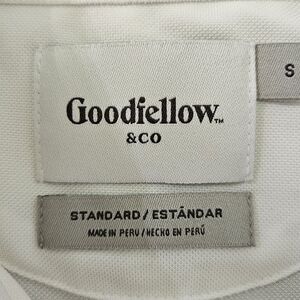 Goodfellow™
&CO
S
STANDARD/ESTÁNDAR
MADE IN PERU/HECHO EN PERÚ